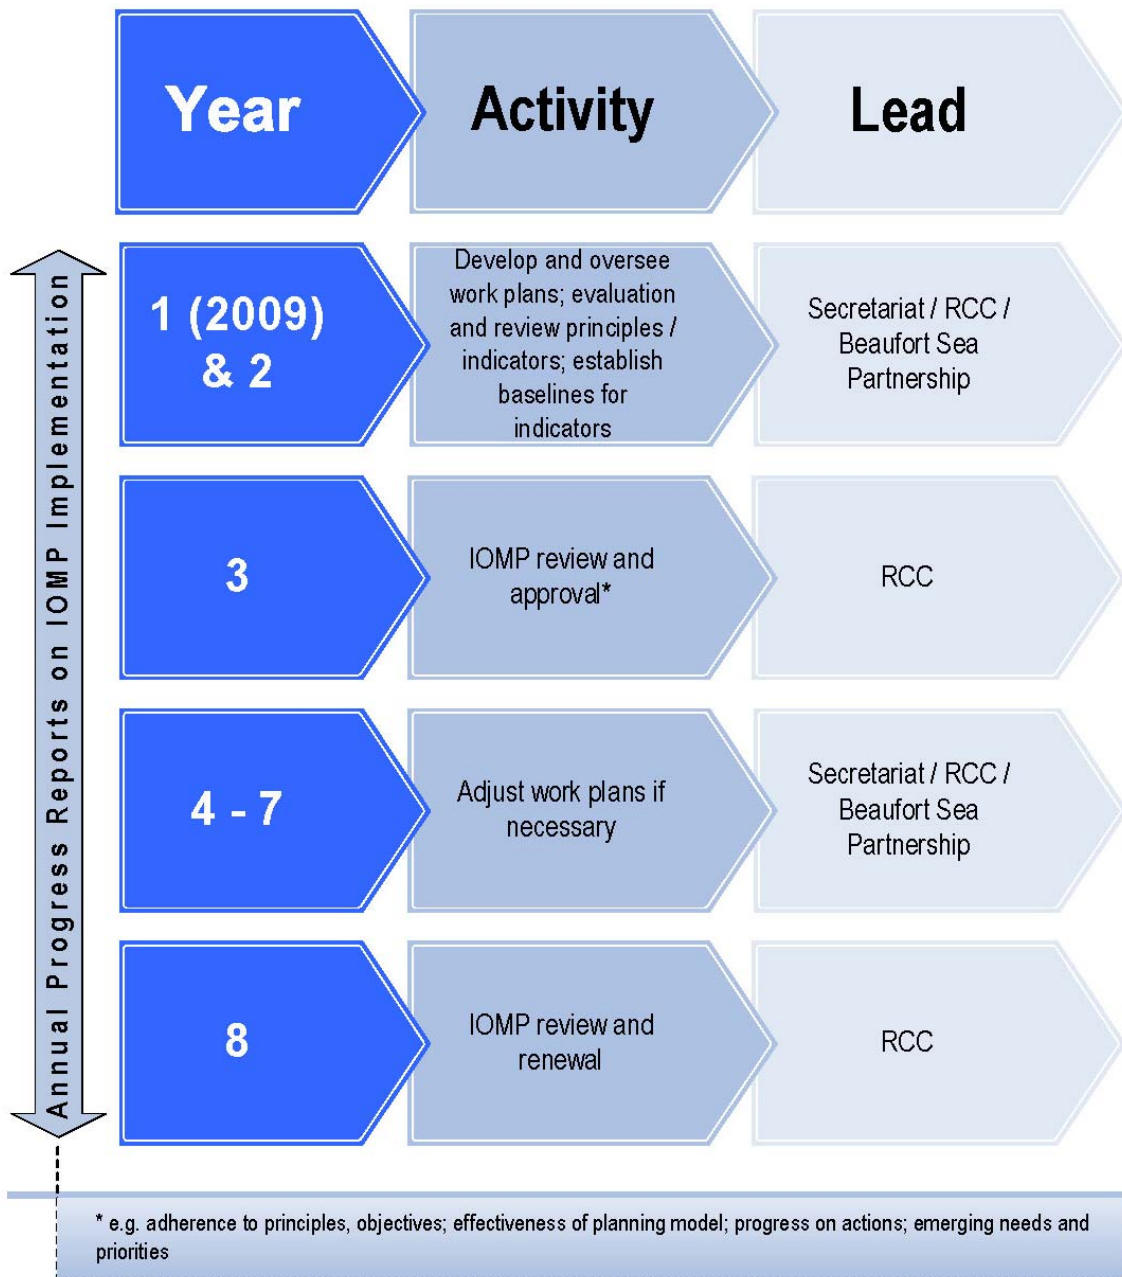 Year
Activity
Lead
Annual Progress Reports on IOMP Implementation
1 (2009)
& 2
Develop and oversee
work plans; evaluation
and review principles /
indicators; establish
baselines for
indicators
Secretariat / RCC /
Beaufort Sea
Partnership
3
IOMP review and
approval*
RCC
4 - 7
Adjust work plans if
necessary
Secretariat / RCC /
Beaufort Sea
Partnership
8
IOMP review and
renewal
RCC
* e.g. adherence to principles, objectives; effectiveness of planning model; progress on actions; emerging needs and
priorities